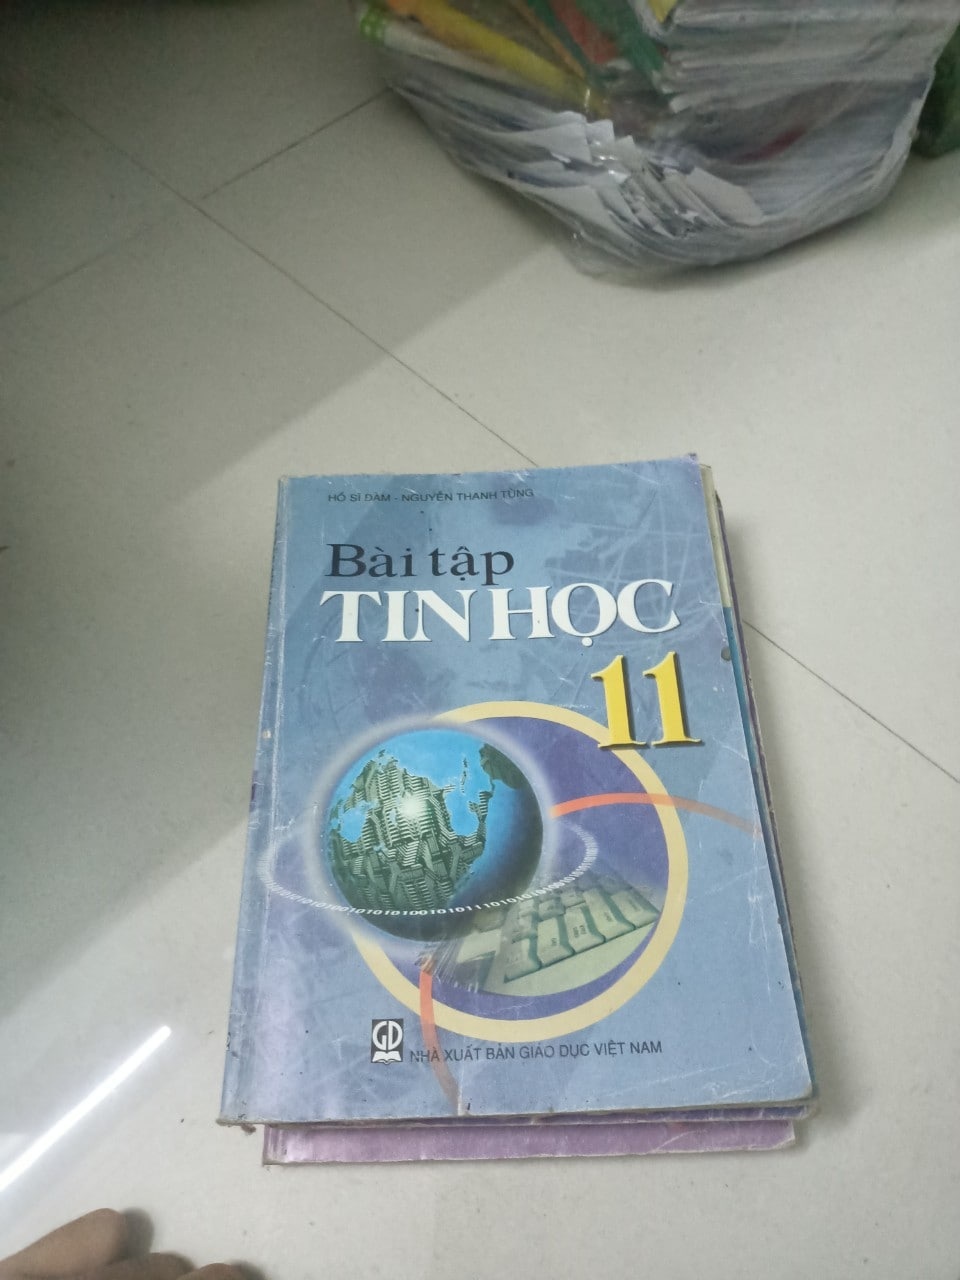 HỒ SĨ ĐÀM - NGUYỄN THANH TÙNG
Bài tập
TIN HỌC
11
GD
NHÀ XUẤT BẢN GIÁO DỤC VIỆT NAM